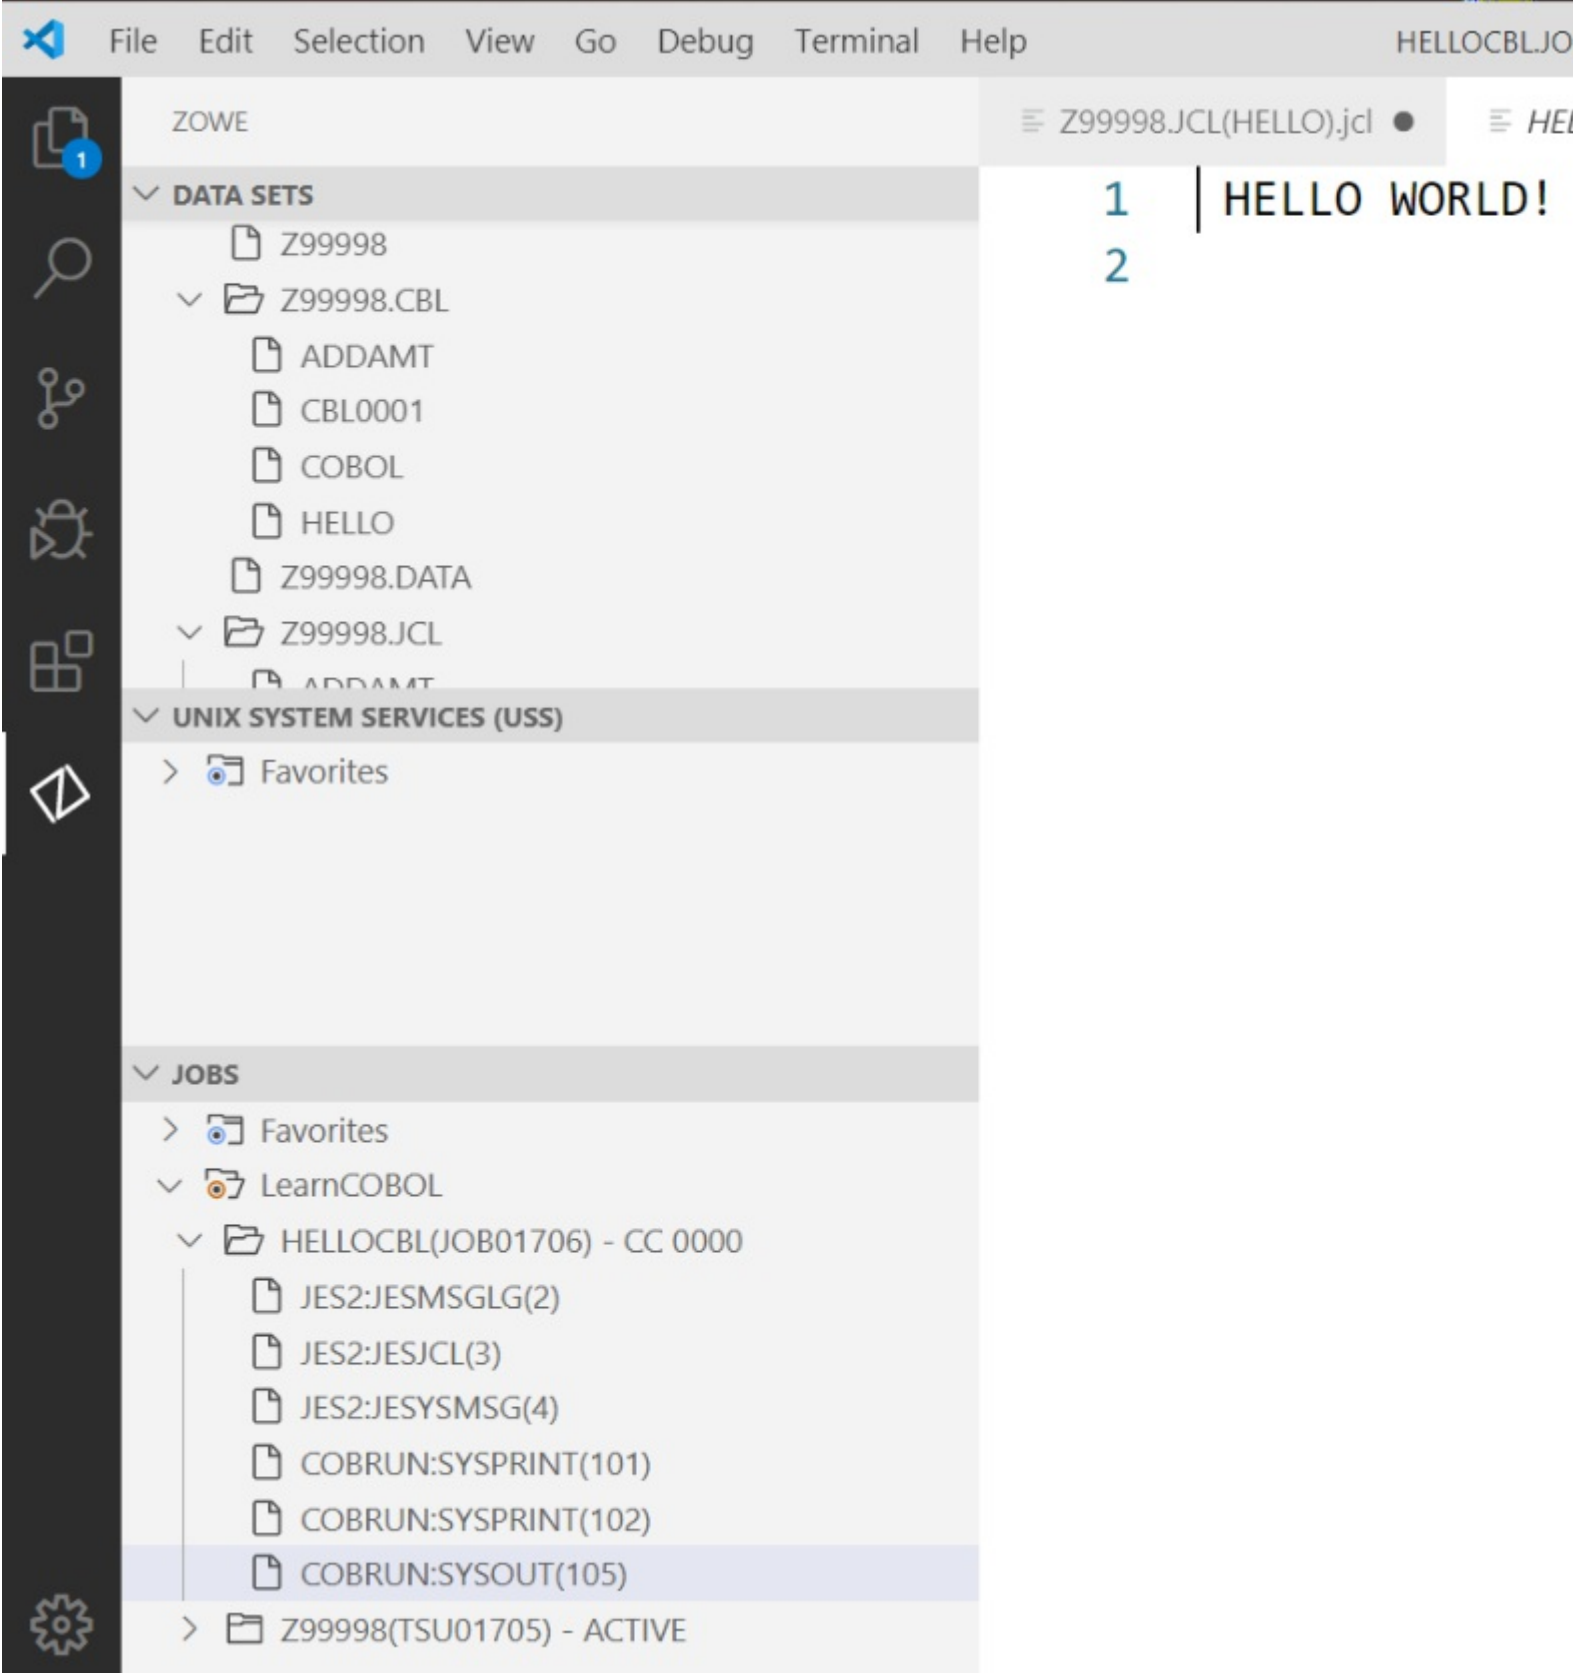 File Edit Selection View Go Debug Terminal Help HELLOCBL.JO
1
ZOWE
DATA SETS
Z99998
Z99998.CBL
ADDAMT
CBL0001
COBOL
HELLO
Z99998.DATA
Z99998.JCL
ADDAMT
UNIX SYSTEM SERVICES (USS)
Favorites
JOBS
Favorites
LearnCOBOL
HELLOCBL(JOB01706) - CC 0000
JES2:JESMSGLG(2)
JES2:JESJCL(3)
JES2:JESYSMSG(4)
COBRUN:SYSPRINT(101)
COBRUN:SYSPRINT(102)
COBRUN:SYSOUT(105)
Z99998(TSU01705) - ACTIVE
Z99998.JCL(HELLO).jcl
1 HELLO WORLD!
2